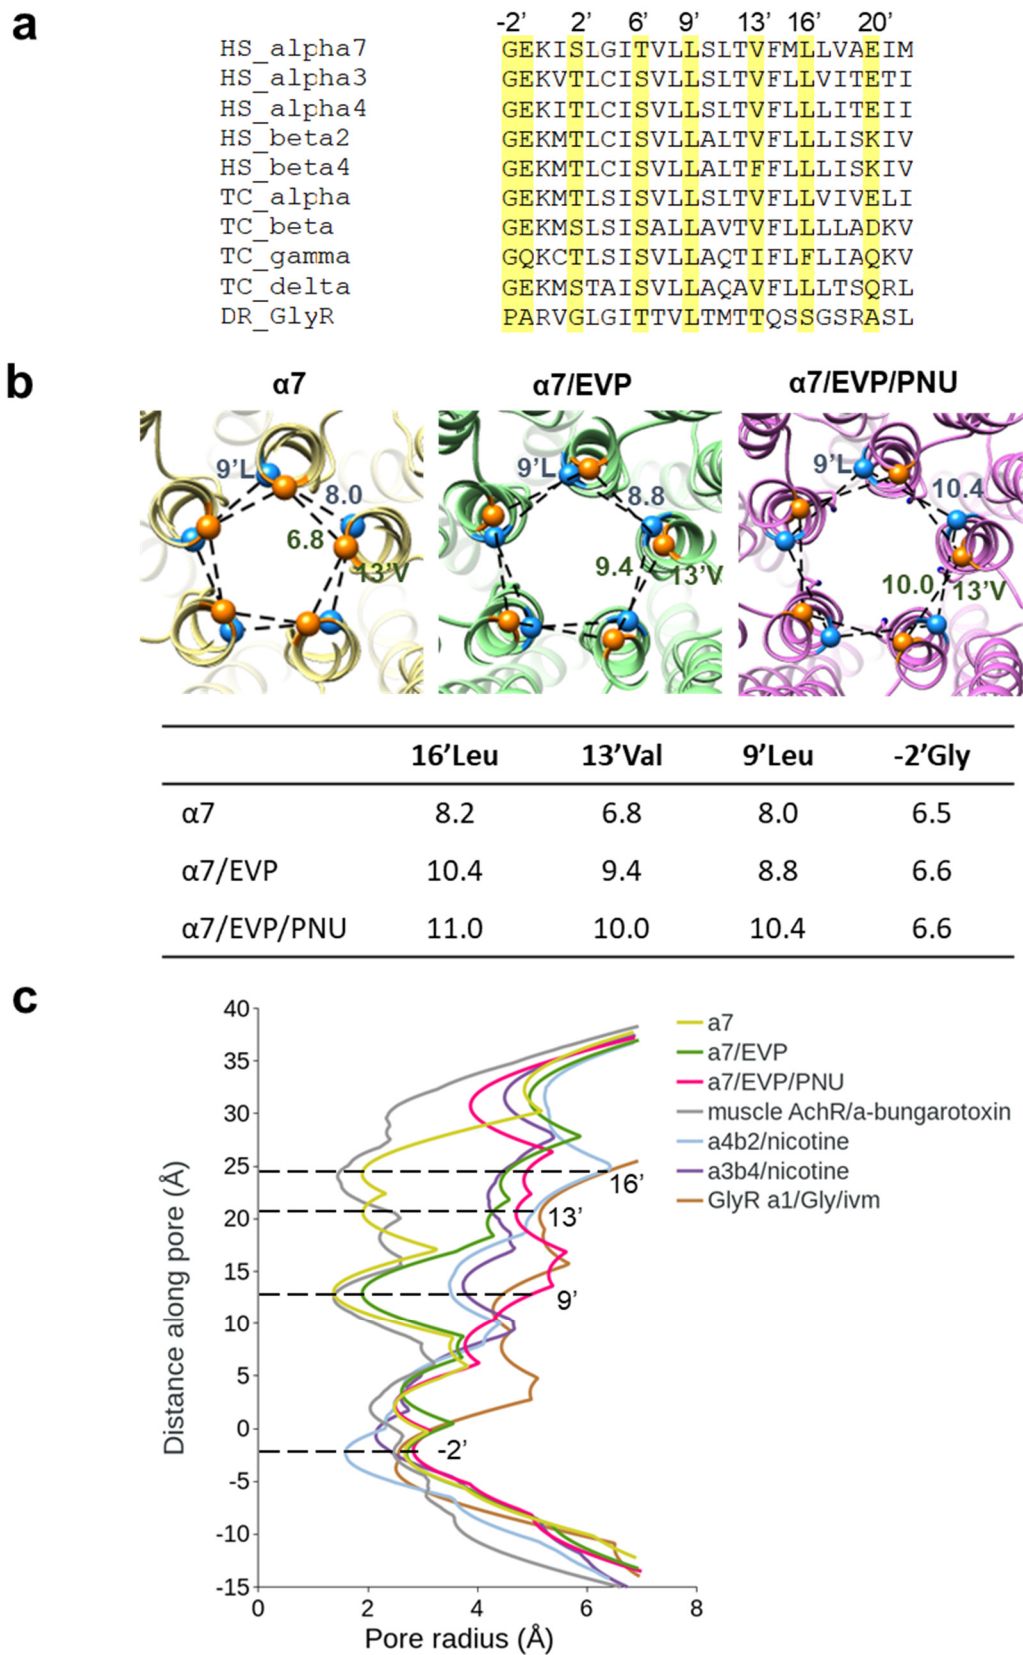 a
-2’ 2’ 6’ 9’ 13’ 16’ 20’
HS_alpha7 GEKISLGITVLLSLTVFMLLVAEIM
HS_alpha3 GEKVTLCISVLLSLTVFLLVITETI
HS_alpha4 GEKITLCISVLLSLTVFLLLITEII
HS_beta2 GEKMTLCISVLLALTVFLLLISKIV
HS_beta4 GEKMTLCISVLLALTFFLLLISKIV
TC_alpha GEKMTLSISVLLSLTVFLLVIVELI
TC_beta GEKMSLSISALLAVTVFLLLLADKV
TC_gamma GQKCTLSISVLLAQTIFLFLIAQKV
TC_delta GEKMSTAISVLLAQAVFLLLTSQRL
DR_GlyR PARVGLGITTVLTMTTQSSGSRASL
b
α7 α7/EVP α7/EVP/PNU
9’L 8.0 6.8 13’V
9’L 8.8 9.4 13’V
9’L 10.4 10.0 13’V
16’Leu 13’Val 9’Leu -2’Gly
α7 8.2 6.8 8.0 6.5
α7/EVP 10.4 9.4 8.8 6.6
α7/EVP/PNU 11.0 10.0 10.4 6.6
c
Distance along pore (Å)
40
35
30
25
20
15
10
5
0
-5
-10
-15
0 2 4 6 8
Pore radius (Å)
16’
13’
9’
-2’
a7
a7/EVP
a7/EVP/PNU
muscle AchR/a-bungarotoxin
a4b2/nicotine
a3b4/nicotine
GlyR a1/Gly/ivm